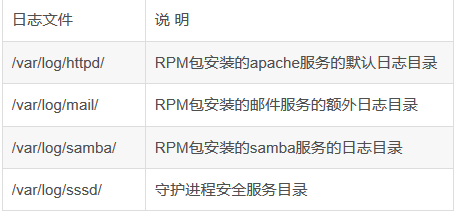 日志文件 说 明
/var/log/httpd/ RPM包安装的apache服务的默认日志目录
/var/log/mail/ RPM包安装的邮件服务的额外日志目录
/var/log/samba/ RPM包安装的samba服务的日志目录
/var/log/sssd/ 守护进程安全服务目录